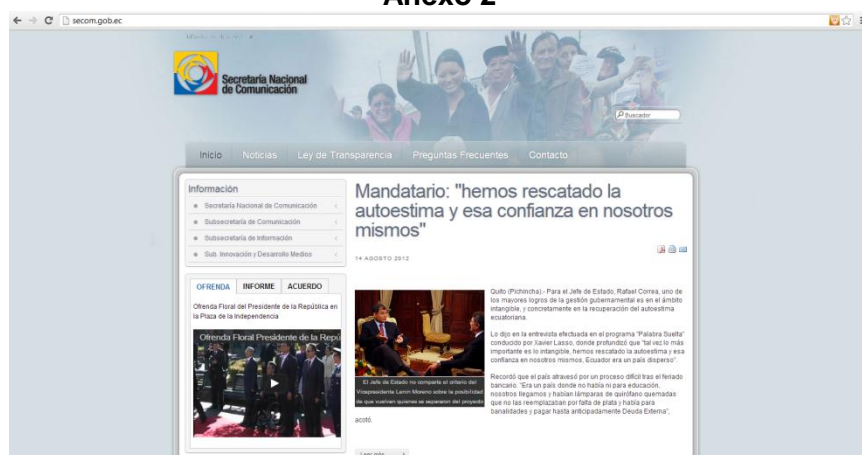 Anexo 2
secom.gob.ec
Secretaría Nacional
de Comunicación
Buscador
Inicio Noticias Ley de Transparencia Preguntas Frecuentes Contacto
Información
Secretaría Nacional de Comunicación
Subsecretaría de Comunicación
Subsecretaría de Información
Sub. Innovación y Desarrollo Medios
OFRENDA INFORME ACUERDO
Ofrenda Floral del Presidente de la República en
la Plaza de la Independencia
Ofrenda Floral Presidente de la Repú
Mandatario: "hemos rescatado la
autoestima y esa confianza en nosotros
mismos"
14 AGOSTO 2012
El Jefe de Estado no comparte el criterio del
Vicepresidente Lenin Moreno sobre la posibilidad
de que vuelvan quienes se separaron del proyecto
Quito (Pichincha).- Para el Jefe de Estado, Rafael Correa, uno de
los mayores logros de la gestión gubernamental es en el ámbito
intangible, y concretamente en la recuperación del autoestima
ecuatoriana.
Lo dijo en la entrevista efectuada en el programa "Palabra Suelta"
conducido por Xavier Lasso, donde profundizó que "tal vez lo más
importante es lo intangible, hemos rescatado la autoestima y esa
confianza en nosotros mismos, Ecuador era un país disperso".
Recordó que el país atravesó por un proceso difícil tras el feriado
bancario. "Era un país donde no había ni para educación,
nosotros llegamos y habían lámparas de quirófano quemadas
que no las reemplazaban por falta de plata y había para
banalidades y pagar hasta anticipadamente Deuda Externa",
acotó.
Leer más